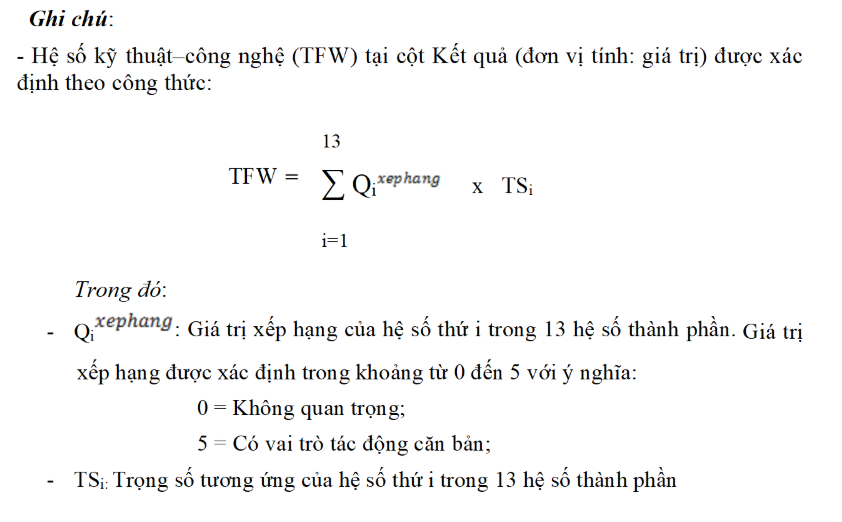 Ghi chú:
- Hệ số kỹ thuật–công nghệ (TFW) tại cột Kết quả (đơn vị tính: giá trị) được xác
định theo công thức:
13
TFW = ∑ Qi^xephang x TSi
i=1
Trong đó:
- Qi^xephang: Giá trị xếp hạng của hệ số thứ i trong 13 hệ số thành phần. Giá trị
xếp hạng được xác định trong khoảng từ 0 đến 5 với ý nghĩa:
0 = Không quan trọng;
5 = Có vai trò tác động căn bản;
- TSi: Trọng số tương ứng của hệ số thứ i trong 13 hệ số thành phần